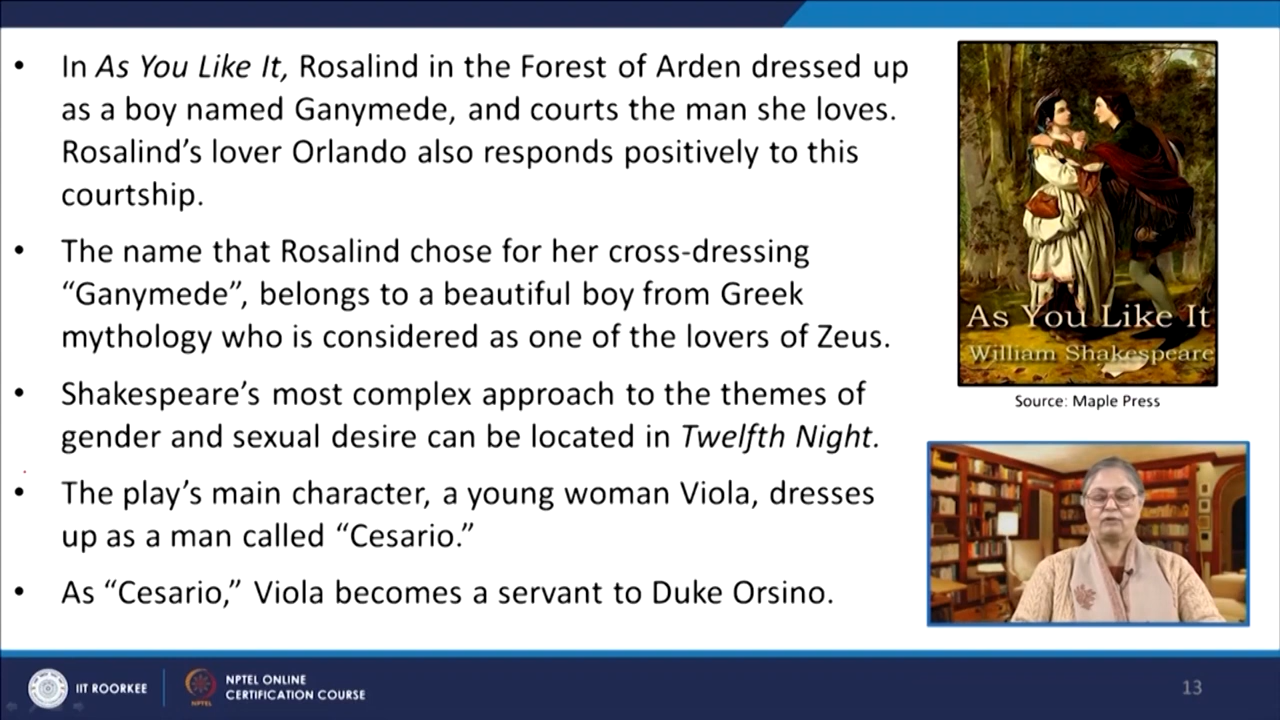 • In As You Like It, Rosalind in the Forest of Arden dressed up
as a boy named Ganymede, and courts the man she loves.
Rosalind’s lover Orlando also responds positively to this
courtship.
• The name that Rosalind chose for her cross-dressing
“Ganymede”, belongs to a beautiful boy from Greek
mythology who is considered as one of the lovers of Zeus.
• Shakespeare’s most complex approach to the themes of
gender and sexual desire can be located in Twelfth Night.
• The play’s main character, a young woman Viola, dresses
up as a man called “Cesario.”
• As “Cesario,” Viola becomes a servant to Duke Orsino.
As You Like It
William Shakespeare
Source: Maple Press
IIT ROORKEE
NPTEL
NPTEL ONLINE
CERTIFICATION COURSE
13